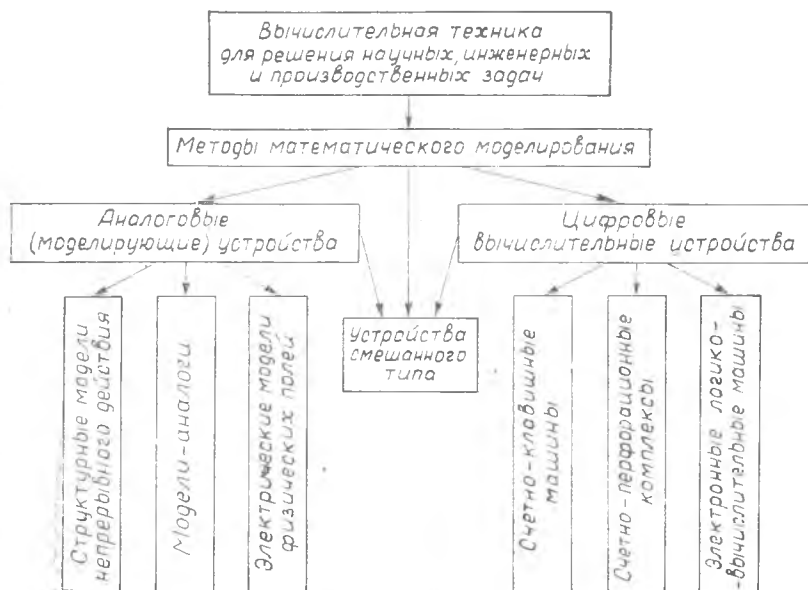 Вычислительная техника
для решения научных, инженерных
и производственных задач
Методы математического моделирования
Аналоговые
(моделирующие) устройства
Цифровые
вычислительные истройства
Устройства
смешанного
типа
Структурные модели
непрерывного действия
Модели-аналоги
Электрические модели
физических полей
Счетно-клавишные
машины
Счетно-перфорационные
комплексы
Электронные логико-
-вычислительные машины